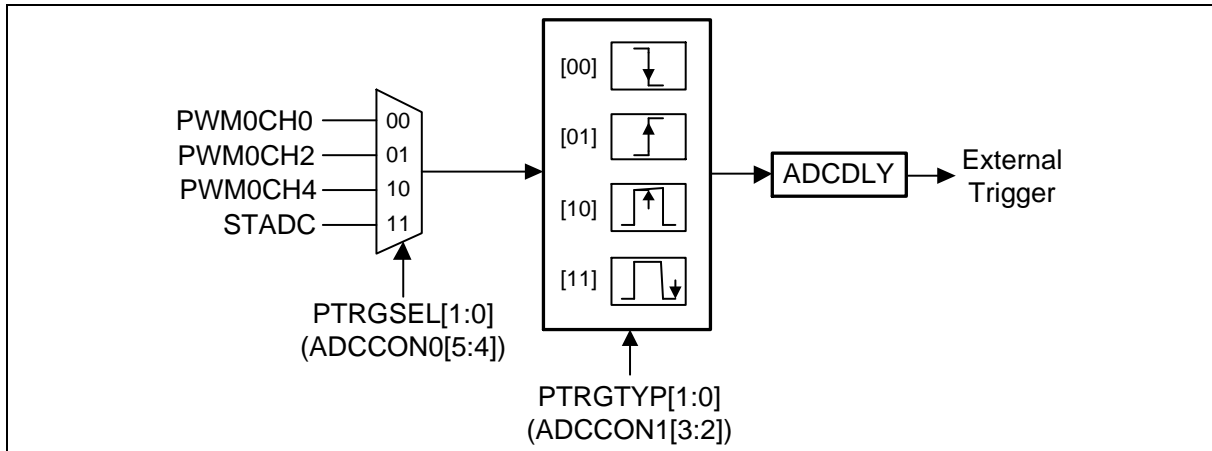 PWM0CH0
PWM0CH2
PWM0CH4
STADC
00
01
10
11
PTRGSEL[1:0]
(ADCCON0[5:4])
[00]
[01]
[10]
[11]
PTRGTYP[1:0]
(ADCCON1[3:2])
ADCDLY
External
Trigger